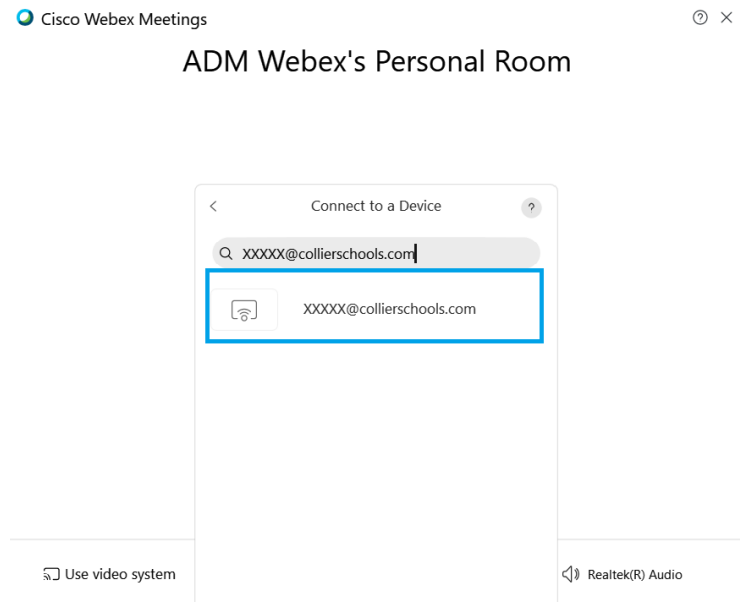 Cisco Webex Meetings
ADM Webex's Personal Room
Connect to a Device
?
XXXXX@collierschools.com
XXXXX@collierschools.com
Use video system
Realtek(R) Audio